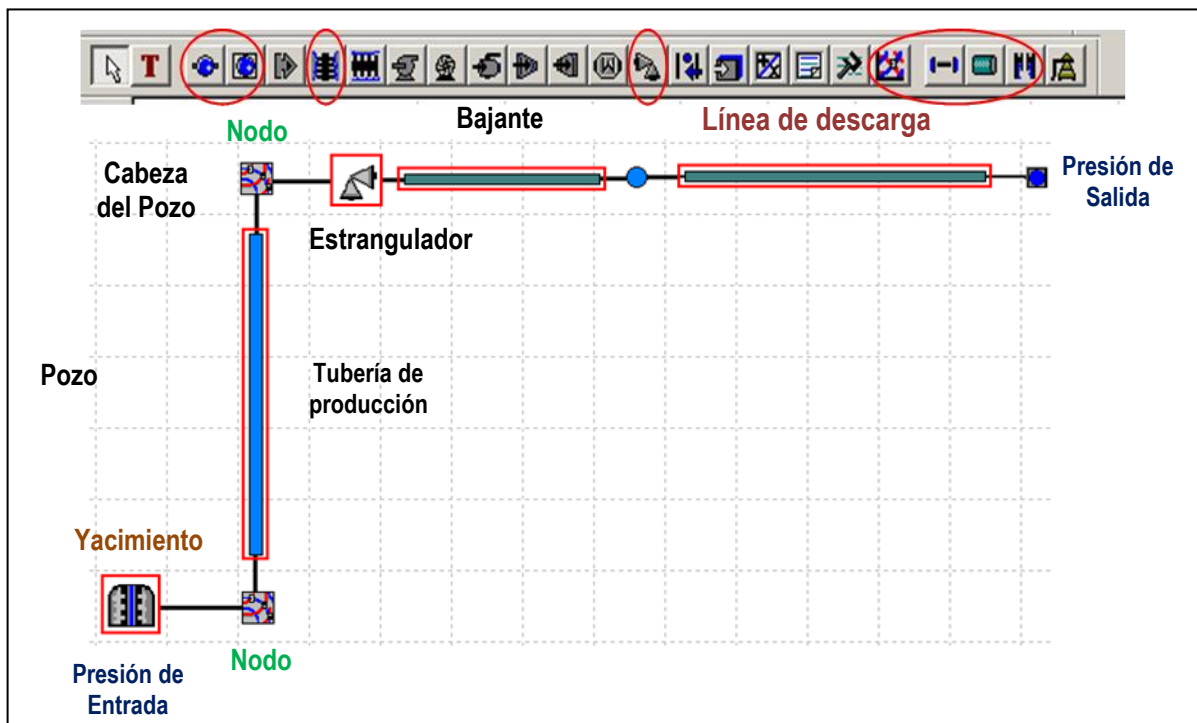 T
Nodo
Bajante
Línea de descarga
Cabeza
del Pozo
Presión de
Salida
Estrangulador
Pozo
Tubería de
producción
Yacimiento
Nodo
Presión de
Entrada